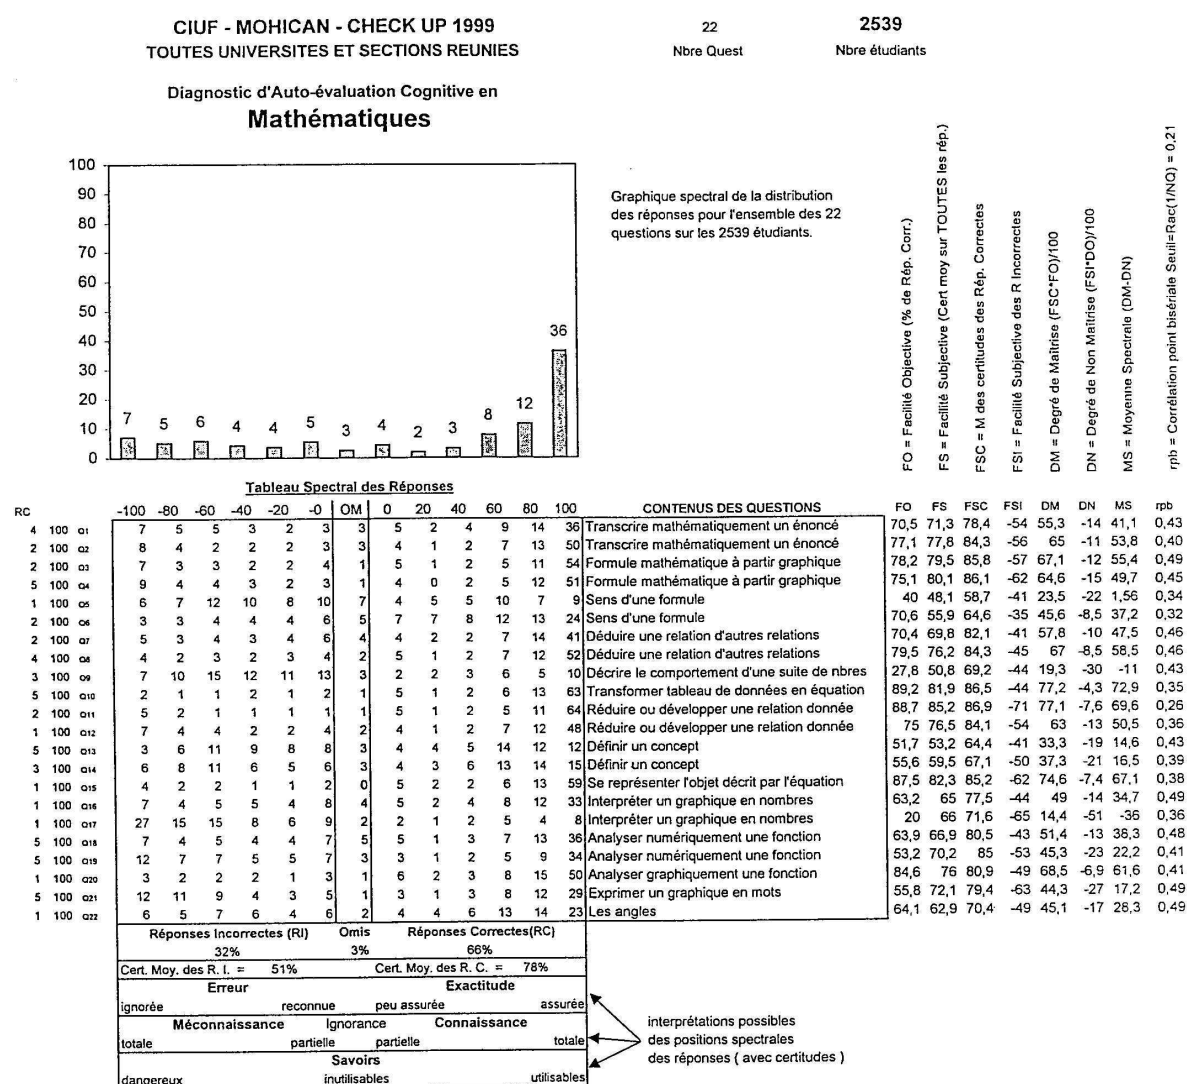 CIUF - MOHICAN - CHECK UP 1999 22 2539
TOUTES UNIVERSITES ET SECTIONS REUNIES Nbre Quest Nbre étudiants
Diagnostic d'Auto-évaluation Cognitive en
Mathématiques
100
90
80
70
60
50
40
30
20
10
0
7 5 6 4 4 5 3 4 2 3 8 12 36
Graphique spectral de la distribution
des réponses pour l'ensemble des 22
questions sur les 2539 étudiants.
FO = Facilité Objective (% de Rép. Corr.)
FS = Facilité Subjective (Cert moy sur TOUTES les rép.)
FSC = M des certitudes des Rép. Correctes
FSI = Facilité Subjective des R Incorrectes
DM = Degré de Maîtrise (FSC*FO)/100
DN = Degré de Non Maîtrise (FSI*DO)/100
MS = Moyenne Spectrale (DM-DN)
rpb = Corrélation point bisériale Seuil=Rac(1/NQ) = 0,21
Tableau Spectral des Réponses
RC -100 -80 -60 -40 -20 -0 OM 0 20 40 60 80 100 CONTENUS DES QUESTIONS FO FS FSC FSI DM DN MS rpb
4 100 Q1 7 5 5 3 2 3 3 5 2 4 9 14 36 Transcrire mathématiquement un énoncé 70,5 71,3 78,4 -54 55,3 -14 41,1 0,43
2 100 Q2 8 4 2 2 2 3 3 4 1 2 7 13 50 Transcrire mathématiquement un énoncé 77,1 77,8 84,3 -56 65 -11 53,8 0,40
2 100 Q3 7 3 3 2 2 4 1 5 1 2 5 11 54 Formule mathématique à partir graphique 78,2 79,5 85,8 -57 67,1 -12 55,4 0,49
5 100 Q4 9 4 4 3 2 3 1 4 0 2 5 12 51 Formule mathématique à partir graphique 75,1 80,1 86,1 -62 64,6 -15 49,7 0,45
1 100 Q5 6 7 12 10 8 10 7 4 5 5 10 7 9 Sens d'une formule 40 48,1 58,7 -41 23,5 -22 1,56 0,34
2 100 Q6 3 3 4 4 4 6 5 7 7 8 12 13 24 Sens d'une formule 70,6 55,9 64,6 -35 45,6 -8,5 37,2 0,32
2 100 Q7 5 3 4 3 4 6 4 4 2 2 7 14 41 Déduire une relation d'autres relations 70,4 69,8 82,1 -41 57,8 -10 47,5 0,46
4 100 Q8 4 2 3 2 3 4 2 5 1 2 7 12 52 Déduire une relation d'autres relations 79,5 76,2 84,3 -45 67 -8,5 58,5 0,46
3 100 Q9 7 10 15 12 11 13 3 2 2 3 6 5 10 Décrire le comportement d'une suite de nbres 27,8 50,8 69,2 -44 19,3 -30 -11 0,43
5 100 Q10 2 1 1 2 1 2 1 5 1 2 6 13 63 Transformer tableau de données en équation 89,2 81,9 86,5 -44 77,2 -4,3 72,9 0,35
2 100 Q11 5 2 1 1 1 1 1 5 1 2 5 11 64 Réduire ou développer une relation donnée 88,7 85,2 86,9 -71 77,1 -7,6 69,6 0,26
1 100 Q12 7 4 4 2 2 4 2 4 1 2 7 12 48 Réduire ou développer une relation donnée 75 76,5 84,1 -54 63 -13 50,5 0,36
5 100 Q13 3 6 11 9 8 8 3 4 4 5 14 12 12 Définir un concept 51,7 53,2 64,4 -41 33,3 -19 14,6 0,43
3 100 Q14 6 8 11 6 5 6 3 4 3 6 13 14 15 Définir un concept 55,6 59,5 67,1 -50 37,3 -21 16,5 0,39
1 100 Q15 4 2 2 1 1 2 0 5 2 2 6 13 59 Se représenter l'objet décrit par l'équation 87,5 82,3 85,2 -62 74,6 -7,4 67,1 0,38
1 100 Q16 7 4 5 5 4 8 4 5 2 4 8 12 33 Interpréter un graphique en nombres 63,2 65 77,5 -44 49 -14 34,7 0,49
1 100 Q17 27 15 15 8 6 9 2 2 1 2 5 4 8 Interpréter un graphique en nombres 20 66 71,6 -65 14,4 -51 -36 0,36
5 100 Q18 7 4 5 4 4 7 5 5 1 3 7 13 36 Analyser numériquement une fonction 63,9 66,9 80,5 -43 51,4 -13 38,3 0,48
5 100 Q19 12 7 7 5 5 7 3 3 1 2 5 9 34 Analyser numériquement une fonction 53,2 70,2 85 -53 45,3 -23 22,2 0,41
1 100 Q20 3 2 2 2 1 3 1 6 2 3 8 15 50 Analyser graphiquement une fonction 84,6 76 80,9 -49 68,5 -6,9 61,6 0,41
5 100 Q21 12 11 9 4 3 5 1 3 1 3 8 12 29 Exprimer un graphique en mots 55,8 72,1 79,4 -63 44,3 -27 17,2 0,49
1 100 Q22 6 5 7 6 4 6 2 4 4 6 13 14 23 Les angles 64,1 62,9 70,4 -49 45,1 -17 28,3 0,49
Réponses Incorrectes (RI) Omis Réponses Correctes(RC)
32% 3% 66%
Cert. Moy. des R. I. = 51% Cert. Moy. des R. C. = 78%
Erreur Exactitude
ignorée reconnue peu assurée assurée
Méconnaissance Ignorance Connaissance
totale partielle partielle totale
Savoirs
dangereux inutilisables utilisables
interprétations possibles
des positions spectrales
des réponses ( avec certitudes )